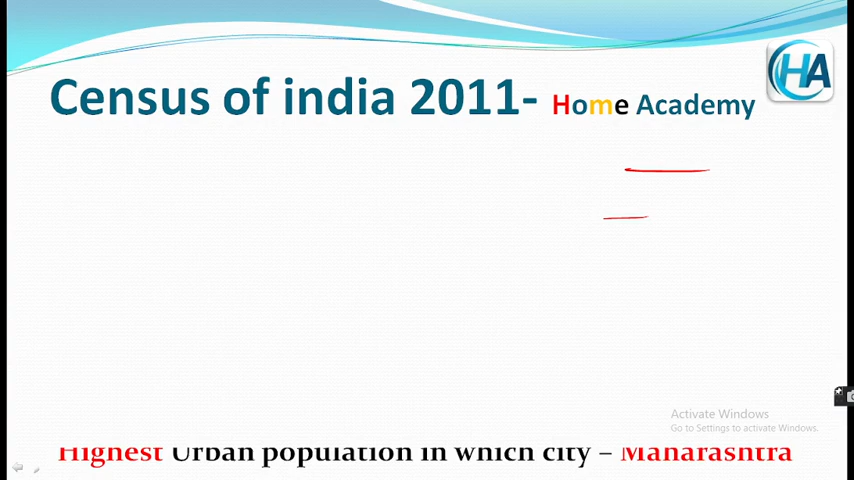 Census of india 2011- Home Academy
HA
Activate Windows
Go to Settings to activate Windows.
Highest Urban population in which city – Maharashtra